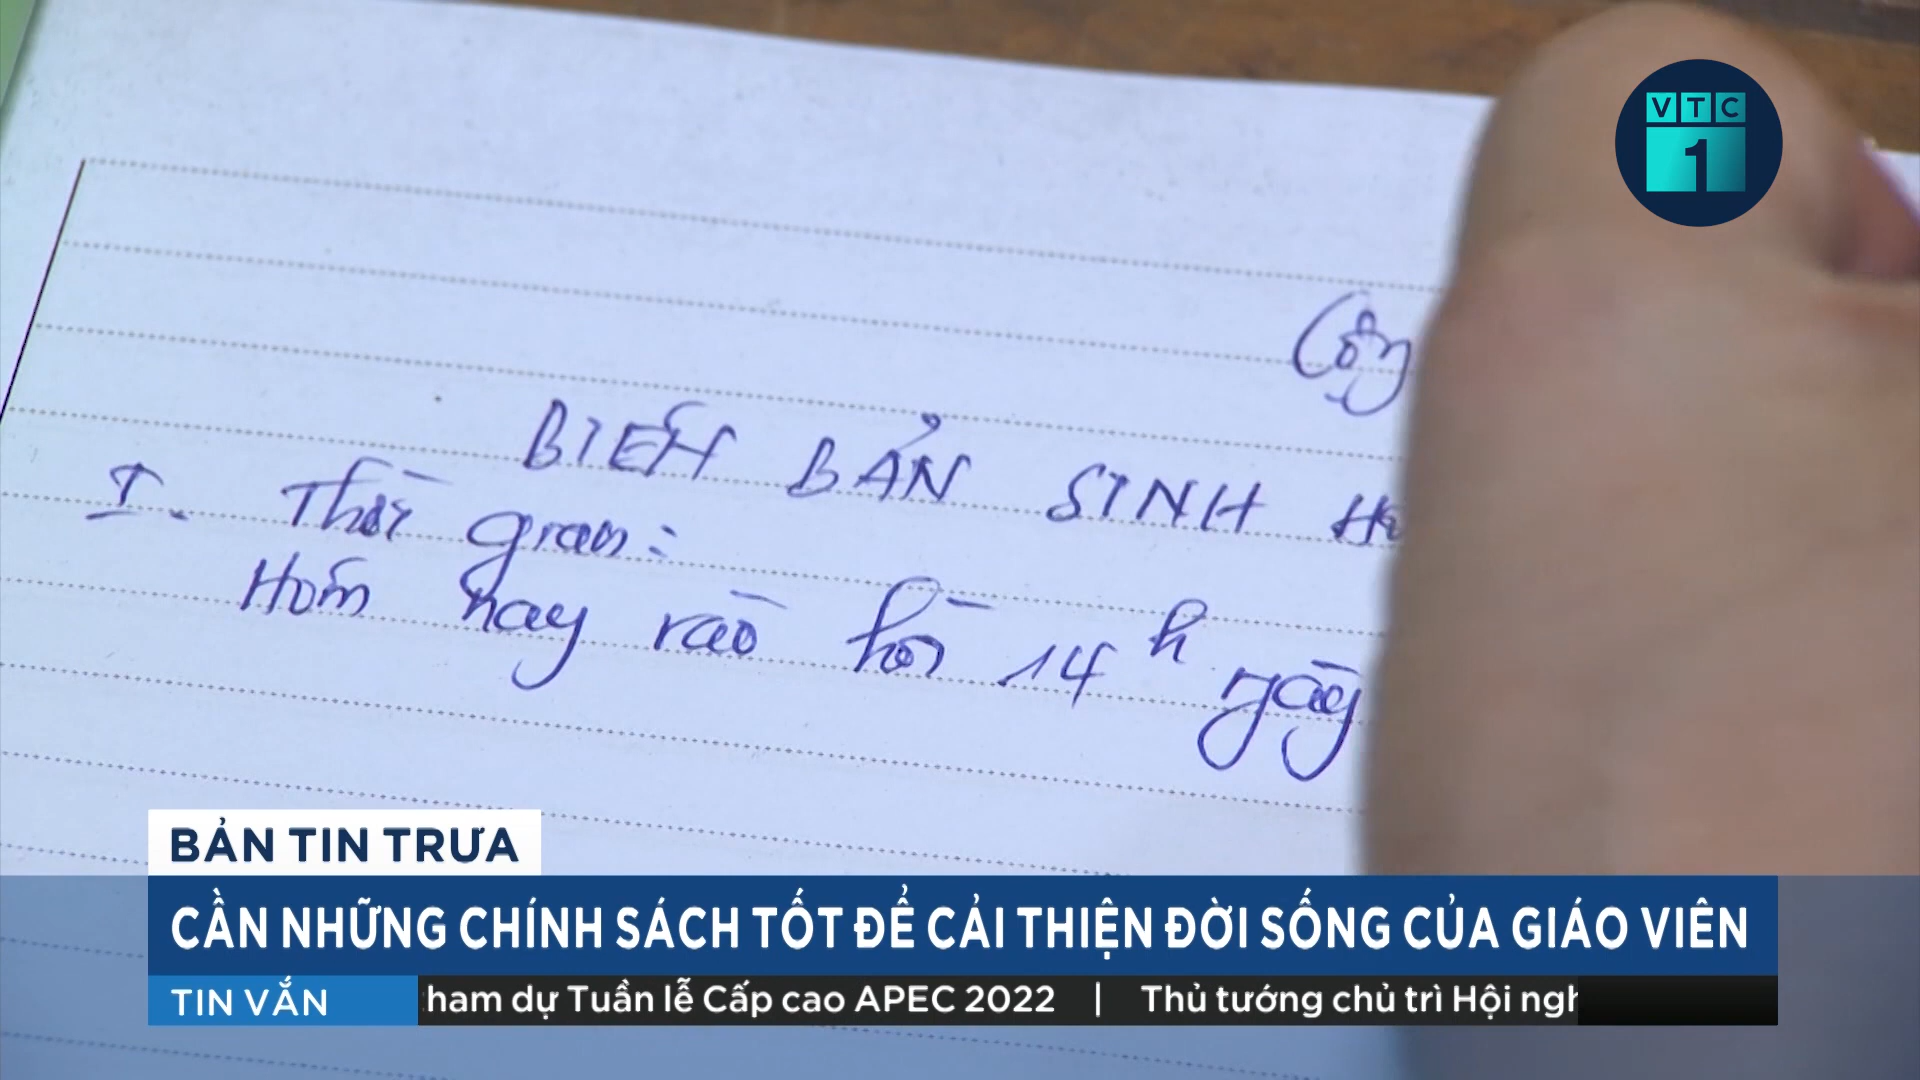 VTC
1
Cộng
BIÊN BẢN SINH
I. Thời gian:
Hôm nay vào hồi 14h ngày
BẢN TIN TRƯA
CẦN NHỮNG CHÍNH SÁCH TỐT ĐỂ CẢI THIỆN ĐỜI SỐNG CỦA GIÁO VIÊN
TIN VẮN
ham dự Tuần lễ Cấp cao APEC 2022 | Thủ tướng chủ trì Hội ngh